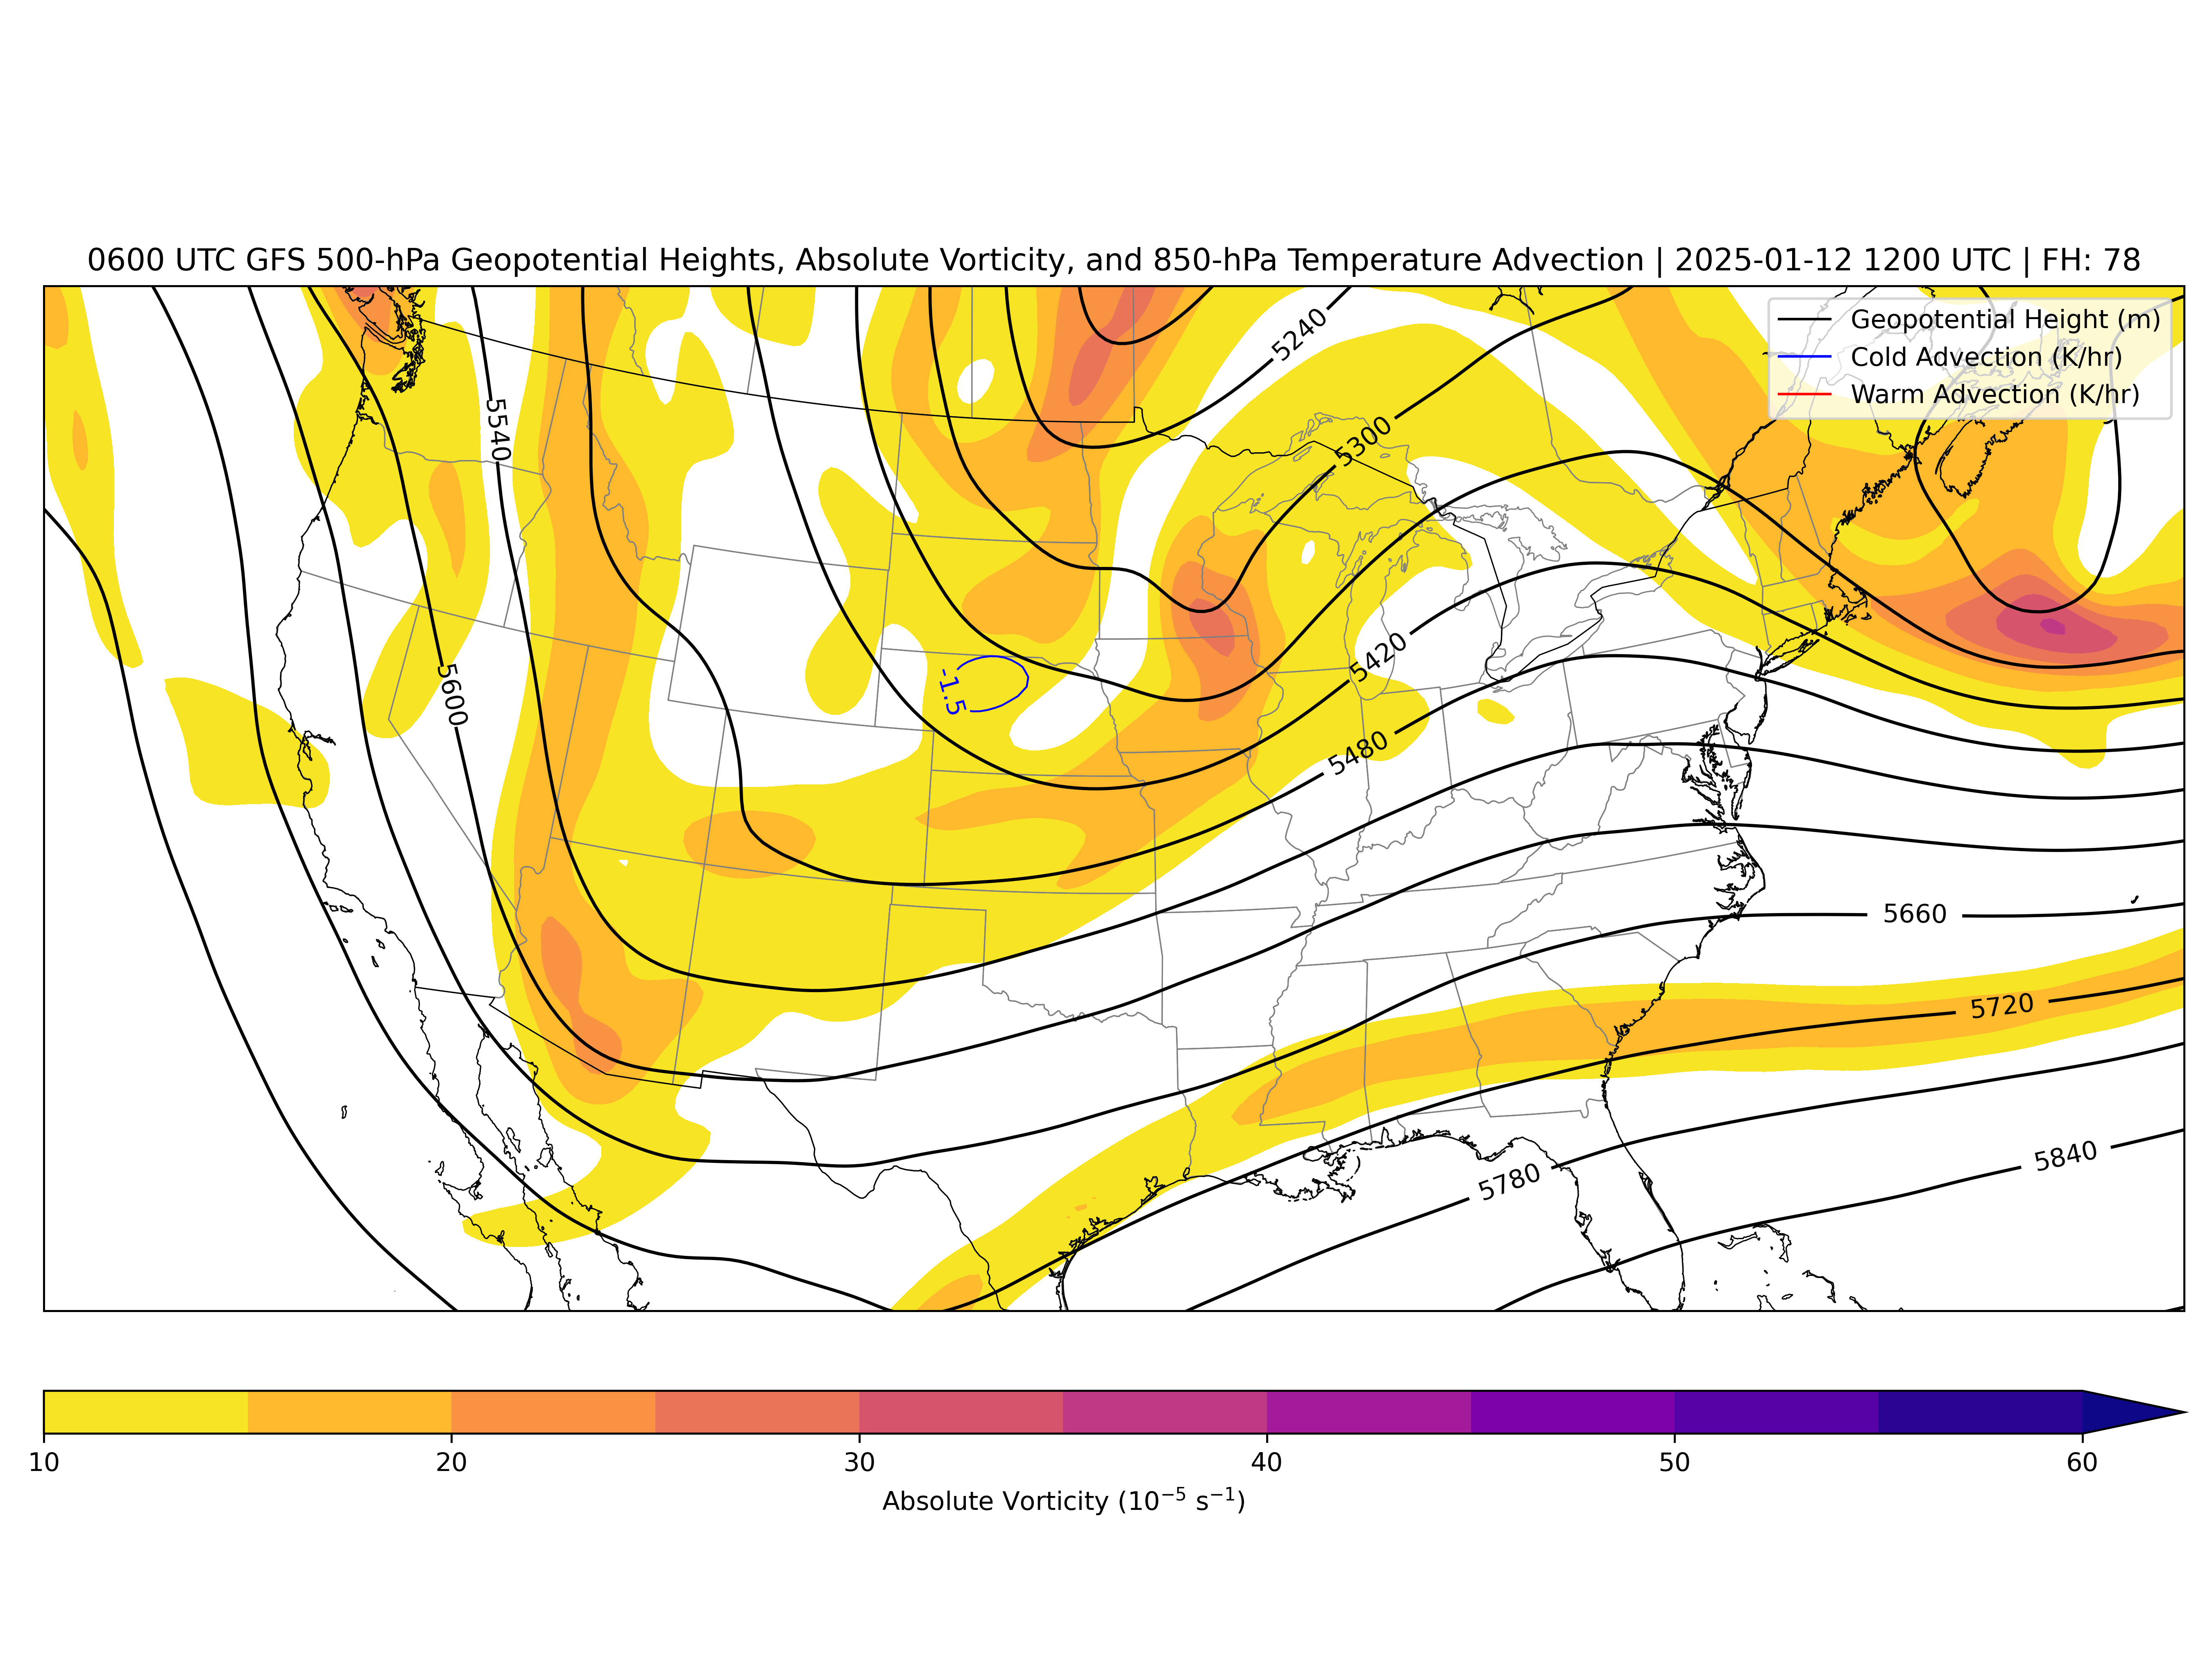 0600 UTC GFS 500-hPa Geopotential Heights, Absolute Vorticity, and 850-hPa Temperature Advection | 2025-01-12 1200 UTC | FH: 78
Geopotential Height (m)
Cold Advection (K/hr)
Warm Advection (K/hr)
5240
5300
5540
5600
-1.5
5420
5480
5660
5720
5780
5840
10 20 30 40 50 60
Absolute Vorticity (10⁻⁵ s⁻¹)